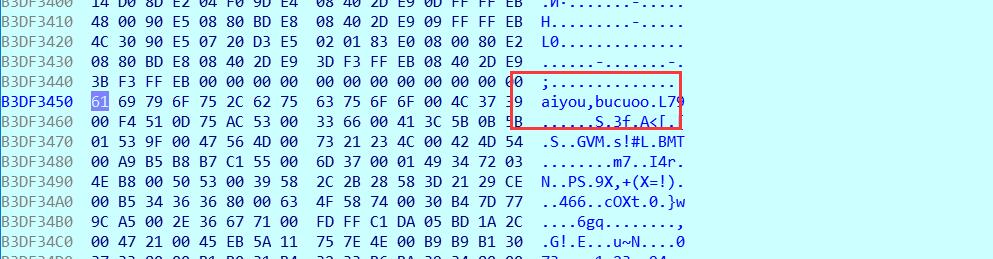 B3DF3400 14 D0 8D E2 04 F0 9D E4 08 40 2D E9 0D FF FF EB
B3DF3410 48 00 90 E5 08 80 BD E8 08 40 2D E9 09 FF FF EB H.........-.....
B3DF3420 4C 30 90 E5 07 20 D3 E5 02 01 83 E0 08 00 80 E2 L0..............
B3DF3430 08 80 BD E8 08 40 2D E9 3D F3 FF EB 08 40 2D E9 ......-.......-.
B3DF3440 3B F3 FF EB 00 00 00 00 00 00 00 00 00 00 00 00 ;...............
B3DF3450 61 69 79 6F 75 2C 62 75 63 75 6F 6F 00 4C 37 39 aiyou,bucuoo.L79
B3DF3460 00 F4 51 0D 75 AC 53 00 33 66 00 41 3C 5B 0B 5B ......S.3f.A<[.[
B3DF3470 01 53 9F 00 47 56 4D 00 73 21 23 4C 00 42 4D 54 .S..GVM.s!#L.BMT
B3DF3480 00 A9 B5 B8 B7 C1 55 00 6D 37 00 01 49 34 72 03 ........m7..I4r.
B3DF3490 4E B8 00 50 53 00 39 58 2C 2B 28 58 3D 21 29 CE N..PS.9X,+(X=!).
B3DF34A0 00 B5 34 36 36 80 00 63 4F 58 74 00 30 B4 7D 77 ..466..cOXt.0.}w
B3DF34B0 9C A5 00 2E 36 67 71 00 FD FF C1 DA 05 BD 1A 2C ....6gq........,
B3DF34C0 00 47 21 00 45 EB 5A 11 75 7E 4E 00 B9 B9 B1 30 .G!.E...u~N....0